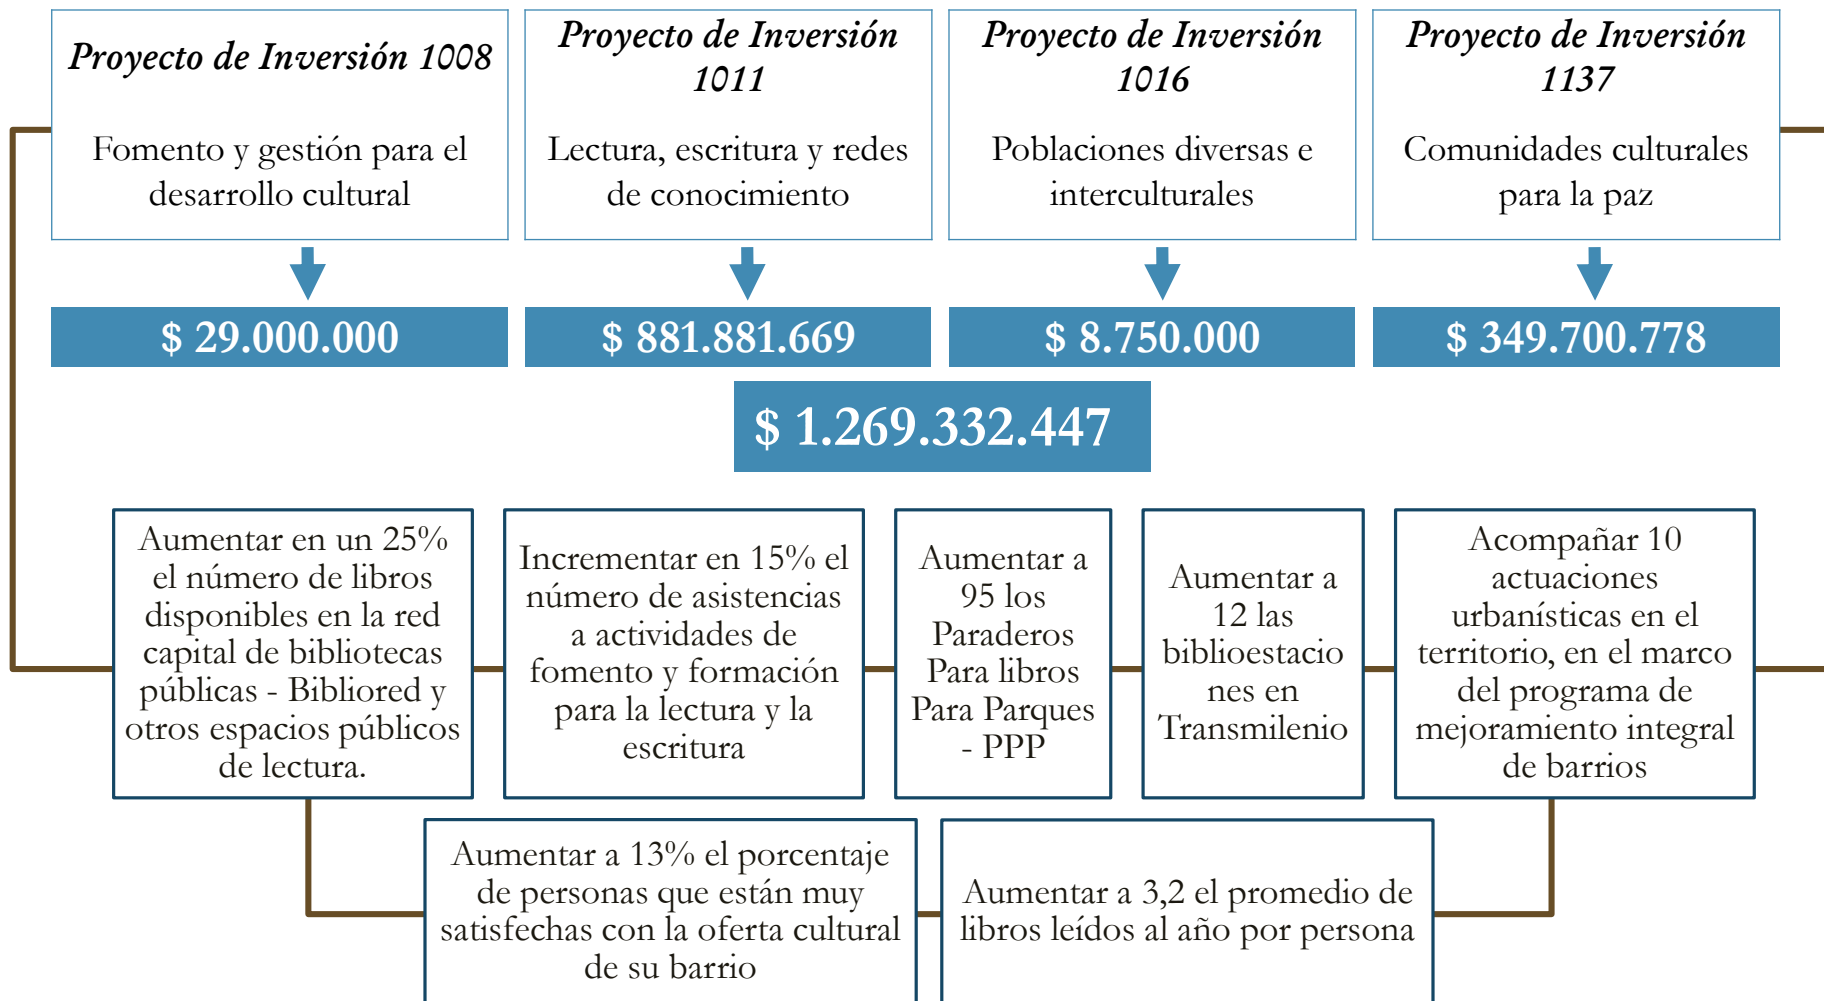 Proyecto de Inversión 1008
Fomento y gestión para el
desarrollo cultural
Proyecto de Inversión
1011
Lectura, escritura y redes
de conocimiento
Proyecto de Inversión
1016
Poblaciones diversas e
interculturales
Proyecto de Inversión
1137
Comunidades culturales
para la paz
$ 29.000.000
$ 881.881.669
$ 8.750.000
$ 349.700.778
$ 1.269.332.447
Aumentar en un 25%
el número de libros
disponibles en la red
capital de bibliotecas
públicas - Bibliored y
otros espacios públicos
de lectura.
Incrementar en 15% el
número de asistencias
a actividades de
fomento y formación
para la lectura y la
escritura
Aumentar a
95 los
Paraderos
Para libros
Para Parques
- PPP
Aumentar a
12 las
biblioestacio
nes en
Transmilenio
Acompañar 10
actuaciones
urbanísticas en el
territorio, en el marco
del programa de
mejoramiento integral
de barrios
Aumentar a 13% el porcentaje
de personas que están muy
satisfechas con la oferta cultural
de su barrio
Aumentar a 3,2 el promedio de
libros leídos al año por persona